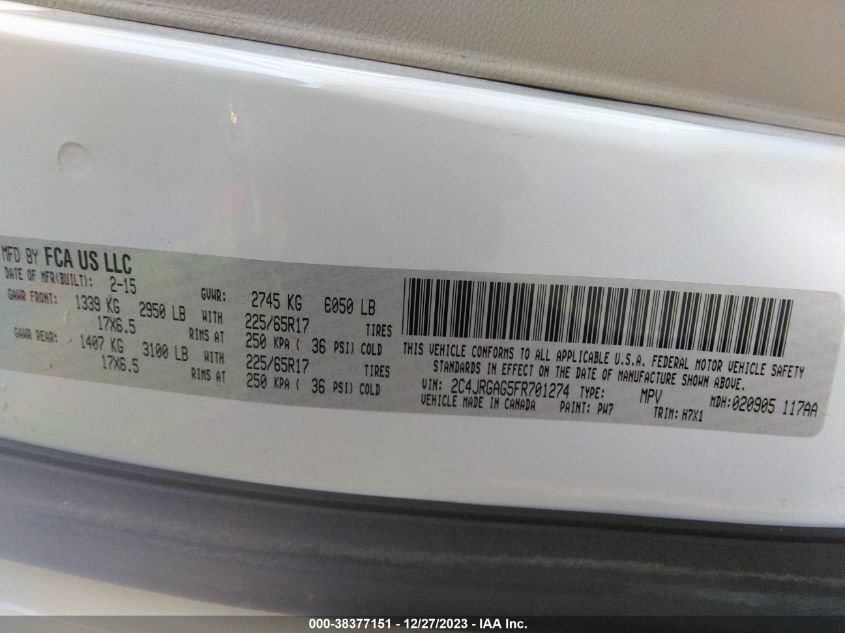 MFD BY FCA US LLC
DATE OF MFR(BUILT): 2-15 GVWR: 2745 KG 6050 LB
GAWR FRONT: 1339 KG 2950 LB WITH 225/65R17 TIRES
17X6.5 RIMS AT 250 KPA ( 36 PSI) COLD
GAWR REAR: 1407 KG 3100 LB WITH 225/65R17 TIRES
17X6.5 RIMS AT 250 KPA ( 36 PSI) COLD
THIS VEHICLE CONFORMS TO ALL APPLICABLE U.S.A. FEDERAL MOTOR VEHICLE SAFETY
STANDARDS IN EFFECT ON THE DATE OF MANUFACTURE SHOWN ABOVE.
VIN: 2C4JRGAG5FR701274 TYPE: MPV MDH:020905 117AA
VEHICLE MADE IN CANADA PAINT: PW7 TRIM: H7X1
000-38377151 - 12/27/2023 - IAA Inc.